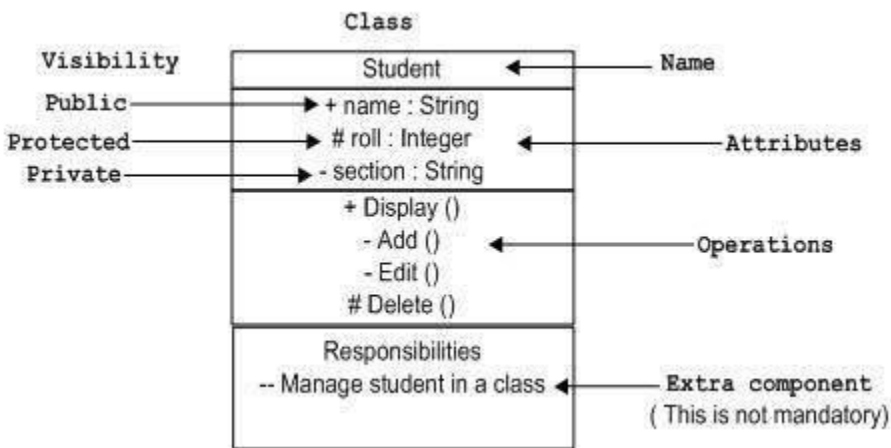 Class
Visibility
Student
Name
Public
+ name : String
Protected
# roll : Integer
Attributes
Private
- section : String
+ Display ()
- Add ()
Operations
- Edit ()
# Delete ()
Responsibilities
-- Manage student in a class
Extra component
( This is not mandatory)